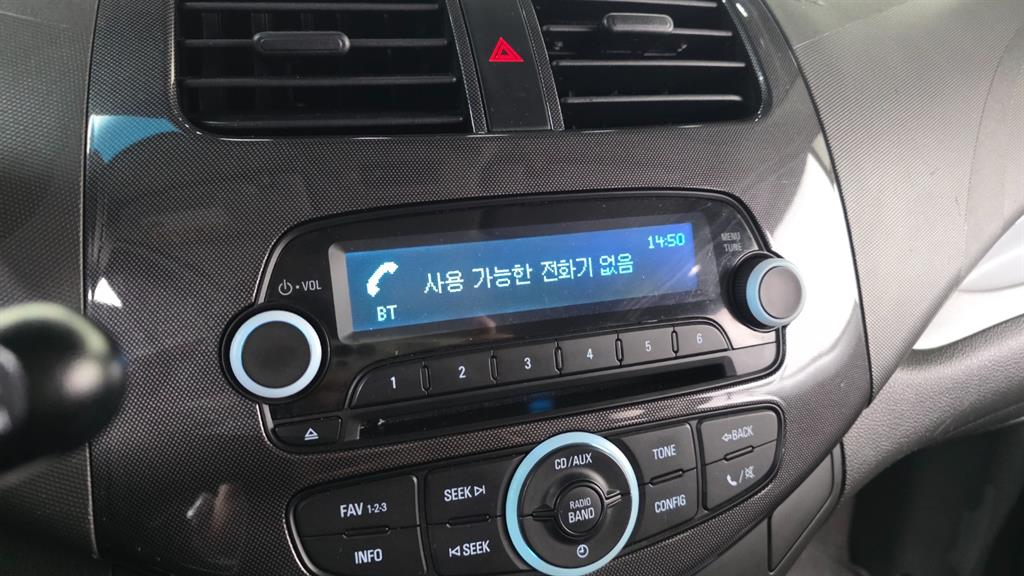 14:50
MENU
TUNE
VOL
사용 가능한 전화기 없음
BT
1 2 3 4 5 6
CD/AUX
TONE
BACK
FAV 1-2-3
SEEK
RADIO
BAND
CONFIG
INFO
SEEK